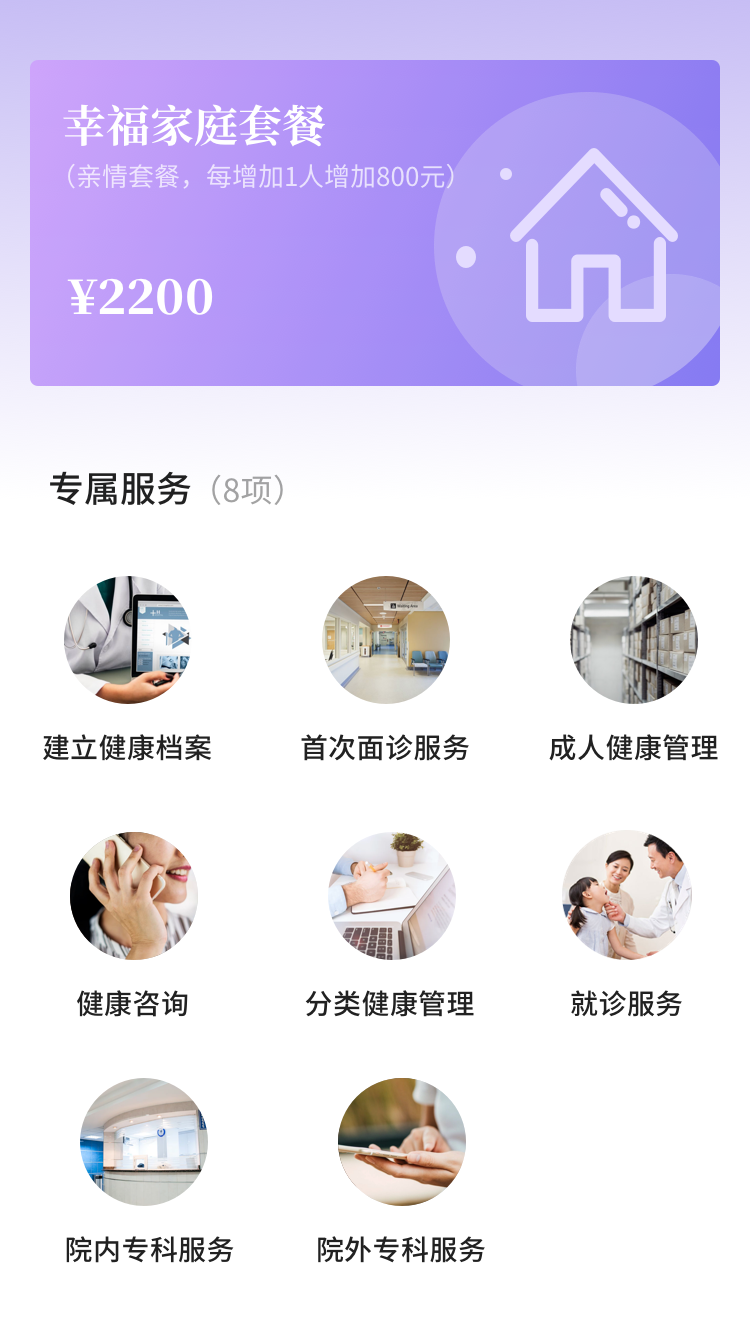 幸福家庭套餐
（亲情套餐，每增加1人增加800元）
¥2200
专属服务（8项）
Waiting Area
建立健康档案
首次面诊服务
成人健康管理
健康咨询
分类健康管理
就诊服务
院内专科服务
院外专科服务